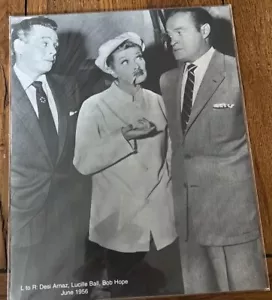 L to R: Desi Arnaz, Lucille Ball, Bob Hope
June 1956